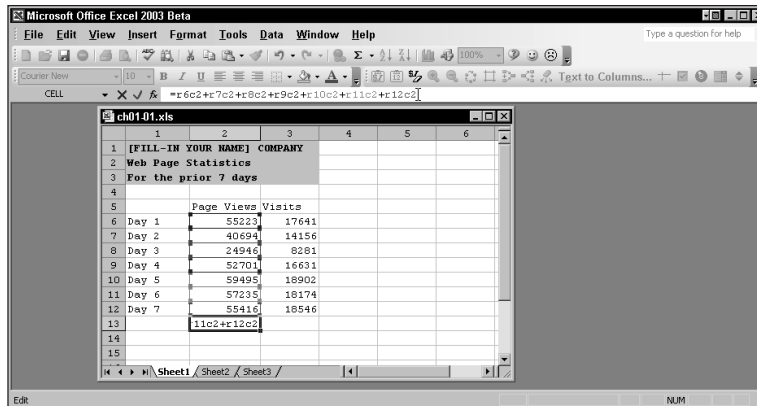 Microsoft Office Excel 2003 Beta
File Edit View Insert Format Tools Data Window Help
Type a question for help
100%
Courier New 10 B I U A Text to Columns...
CELL fx =r6c2+r7c2+r8c2+r9c2+r10c2+r11c2+r12c2
ch01-01.xls
1 2 3 4 5 6
1 [FILL-IN YOUR NAME] COMPANY
2 Web Page Statistics
3 For the prior 7 days
4
5 Page Views Visits
6 Day 1 55223 17641
7 Day 2 40694 14156
8 Day 3 24946 8281
9 Day 4 52701 16631
10 Day 5 59495 18902
11 Day 6 57235 18174
12 Day 7 55416 18546
13 r11c2+r12c2
14
15
Sheet1 Sheet2 Sheet3
Edit NUM